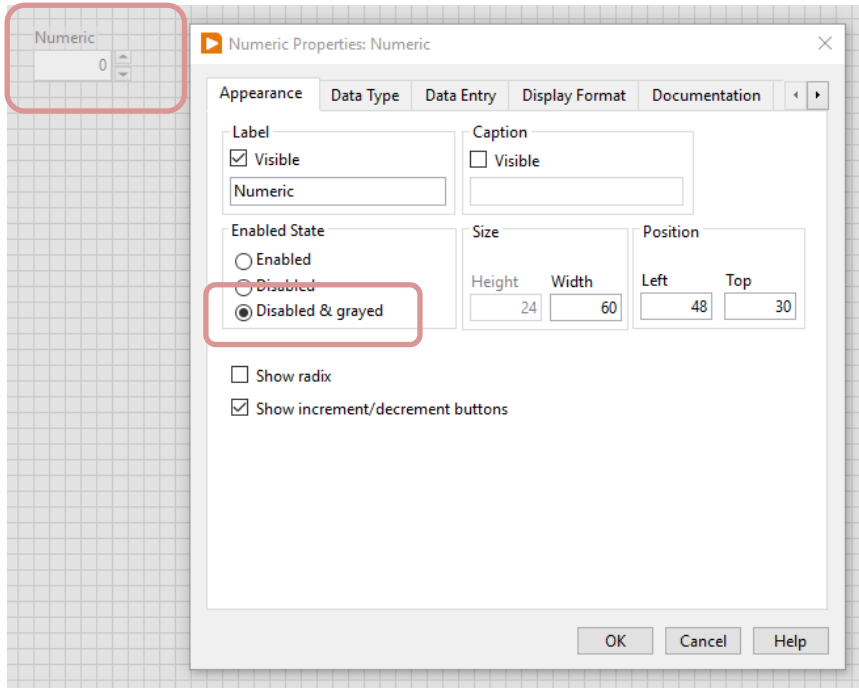 Numeric
0
Numeric Properties: Numeric
Appearance Data Type Data Entry Display Format Documentation
Label Caption
Visible Visible
Numeric
Enabled State Size Position
Enabled
Disabled
Height Width Left Top
Disabled & grayed 24 60 48 30
Show radix
Show increment/decrement buttons
OK Cancel Help